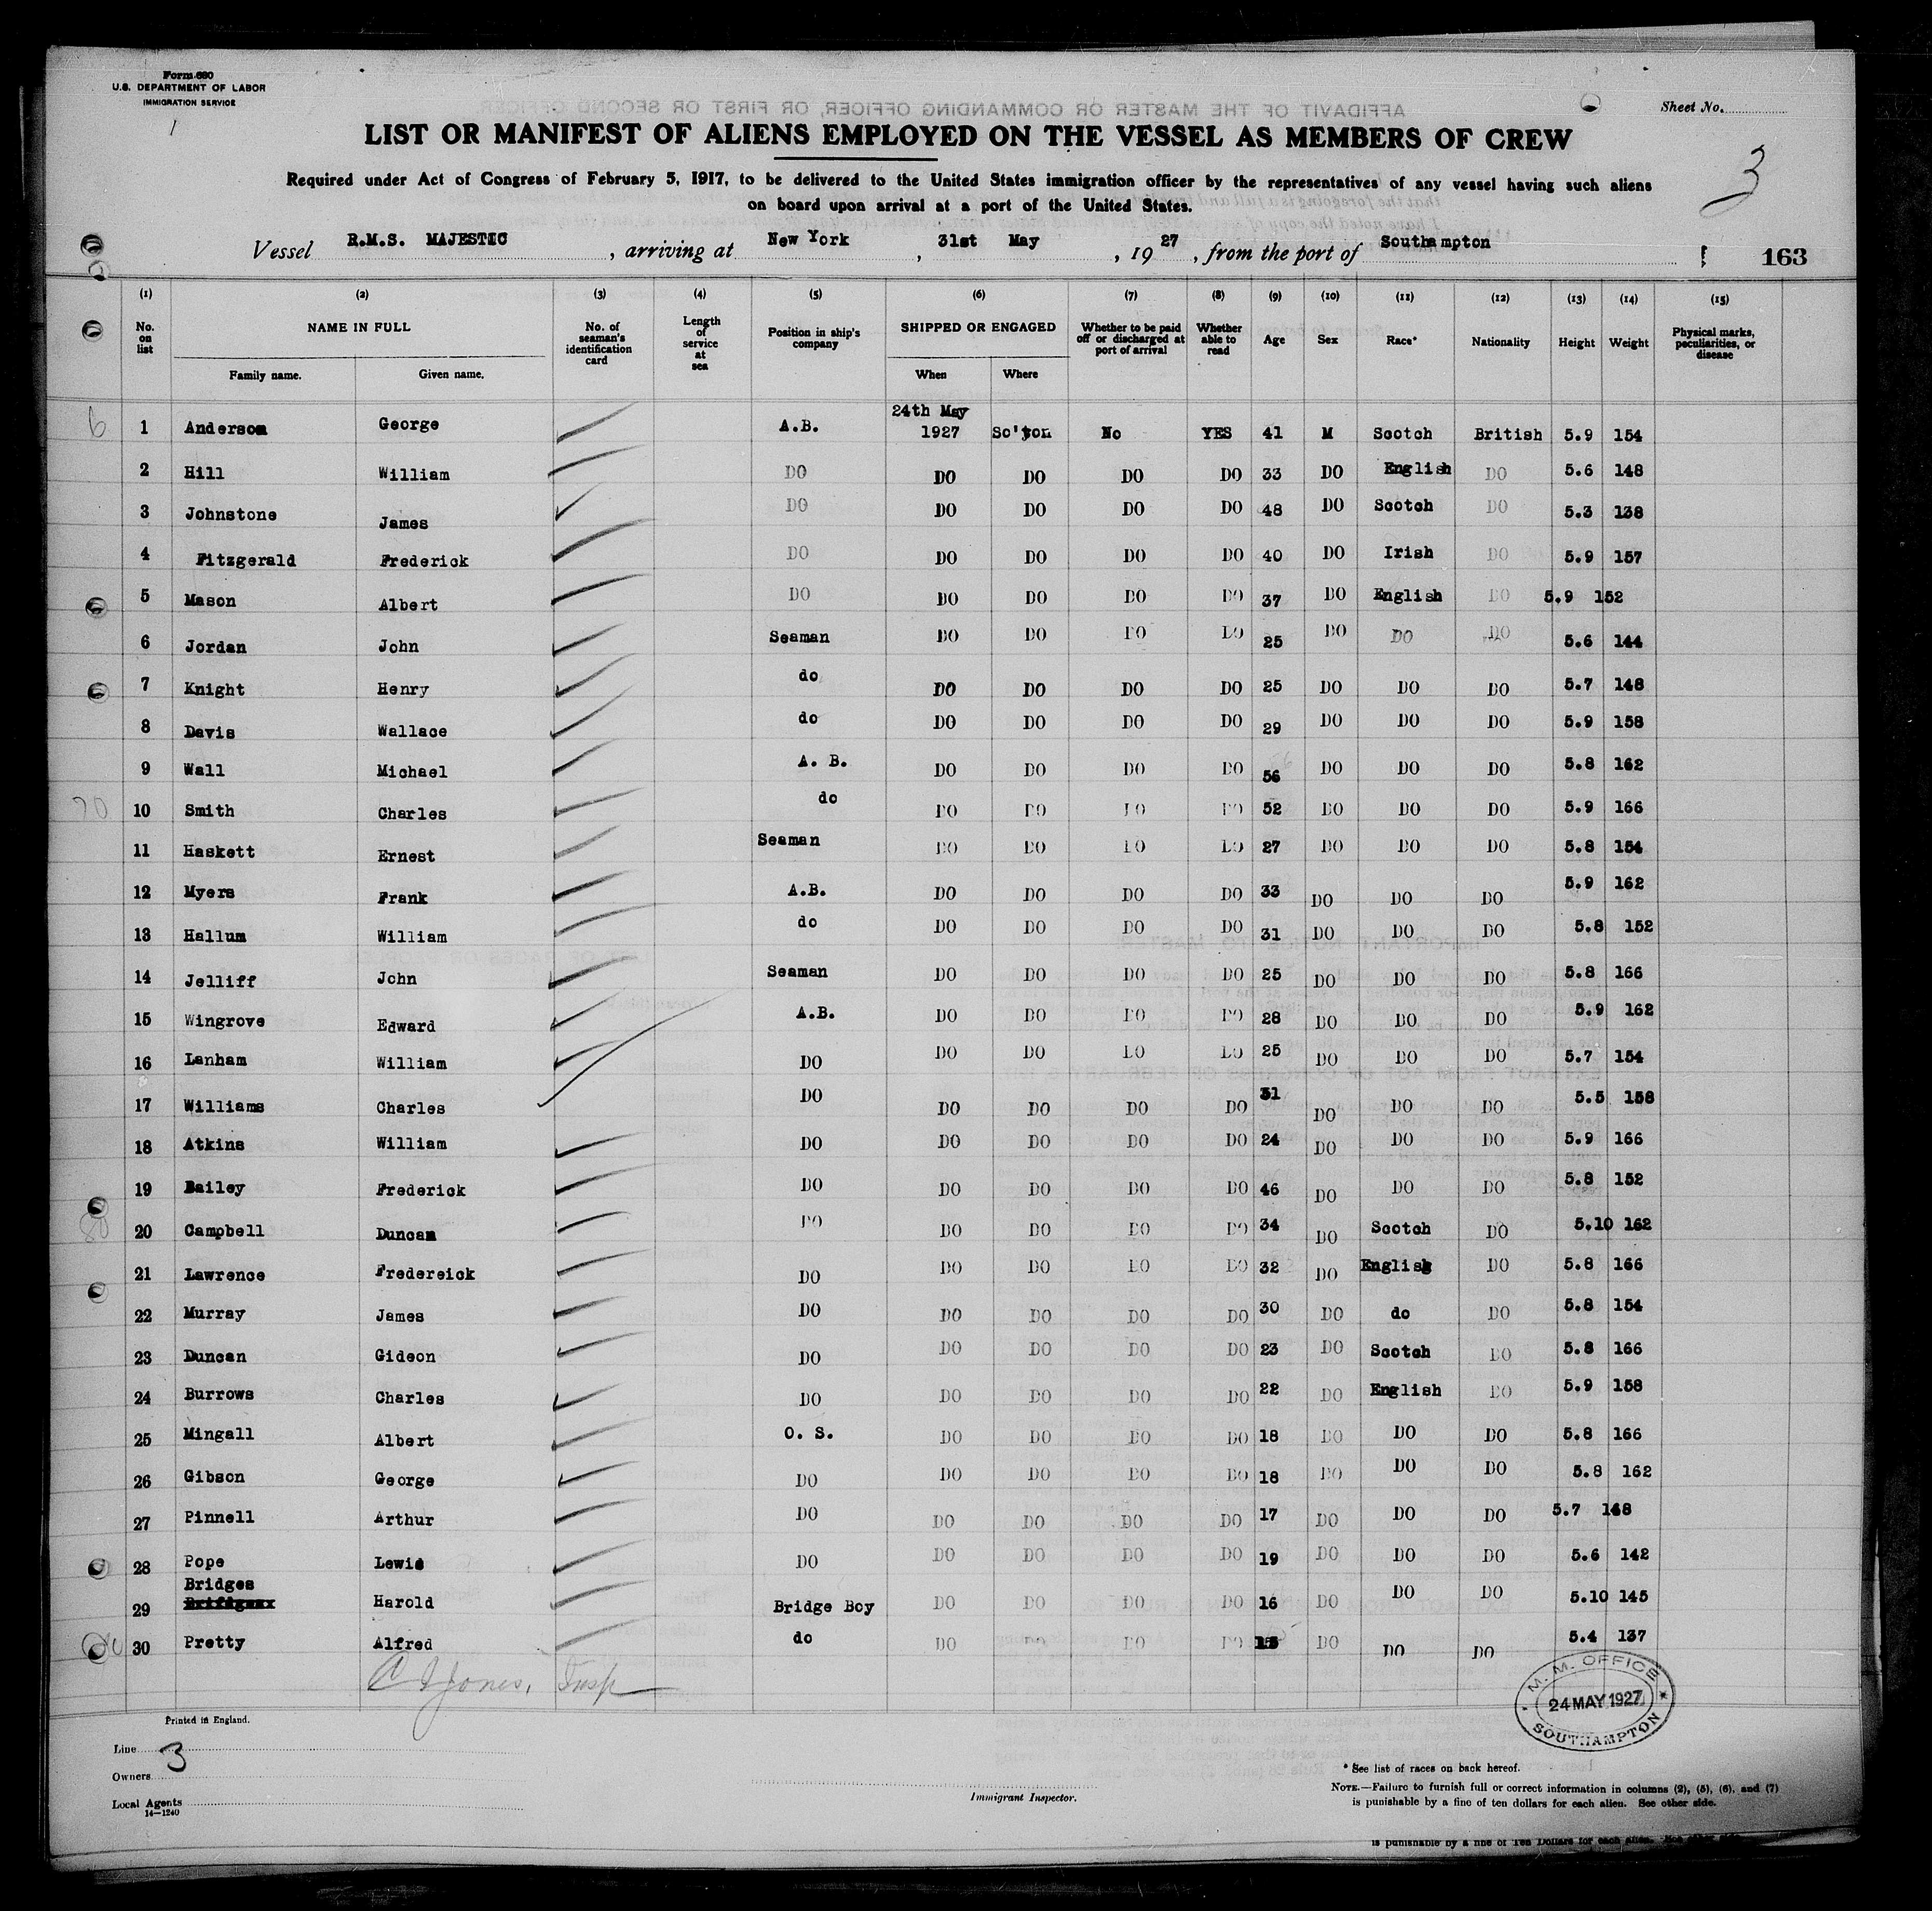 Form 680
U.S. DEPARTMENT OF LABOR
IMMIGRATION SERVICE
Sheet No.
LIST OR MANIFEST OF ALIENS EMPLOYED ON THE VESSEL AS MEMBERS OF CREW
3
Required under Act of Congress of February 5, 1917, to be delivered to the United States immigration officer by the representatives of any vessel having such aliens
on board upon arrival at a port of the United States.
Vessel R.M.S. MAJESTIC, arriving at New York, 31st May, 1927, from the port of Southampton 163
(1) (2) (3) (4) (5) (6) (7) (8) (9) (10) (11) (12) (13) (14) (15)
No. on list NAME IN FULL No. of seaman's identification card Length of service at sea Position in ship's company SHIPPED OR ENGAGED Whether to be paid off or discharged at port of arrival Whether able to read Age Sex Race* Nationality Height Weight Physical marks, peculiarities, or disease
Family name. Given name. When Where
1 Anderson George A.B. 24th May 1927 So'ton No YES 41 M Scotch British 5.9 154
2 Hill William DO DO DO DO DO 33 DO English DO 5.6 148
3 Johnstone James DO DO DO DO DO 48 DO Scotch DO 5.3 138
4 Fitzgerald Frederick DO DO DO DO DO 40 DO Irish DO 5.9 157
5 Mason Albert DO DO DO DO DO 37 DO English DO 5.9 152
6 Jordan John Seaman DO DO DO DO 25 DO DO DO 5.6 144
7 Knight Henry do DO DO DO DO 25 DO DO DO 5.7 148
8 Davis Wallace do DO DO DO DO 29 DO DO DO 5.9 158
9 Wall Michael A. B. DO DO DO DO 56 DO DO DO 5.8 162
10 Smith Charles do DO DO DO DO 52 DO DO DO 5.9 166
11 Haskett Ernest Seaman DO DO DO DO 27 DO DO DO 5.8 154
12 Myers Frank A.B. DO DO DO DO 33 DO DO DO 5.9 162
13 Hallum William do DO DO DO DO 31 DO DO DO 5.8 152
14 Jelliff John Seaman DO DO DO DO 25 DO DO DO 5.8 166
15 Wingrove Edward A.B. DO DO DO DO 28 DO DO DO 5.9 162
16 Lanham William DO DO DO DO DO 25 DO DO DO 5.7 154
17 Williams Charles DO DO DO DO DO 31 DO DO DO 5.5 158
18 Atkins William DO DO DO DO DO 24 DO DO DO 5.9 166
19 Bailey Frederick DO DO DO DO DO 46 DO DO DO 5.8 152
20 Campbell Duncan DO DO DO DO DO 34 DO Scotch DO 5.10 162
21 Lawrence Fredereick DO DO DO DO DO 32 DO English DO 5.8 166
22 Murray James DO DO DO DO DO 30 DO do DO 5.8 154
23 Duncan Gideon DO DO DO DO DO 23 DO Scotch DO 5.8 166
24 Burrows Charles DO DO DO DO DO 22 DO English DO 5.9 158
25 Mingall Albert O. S. DO DO DO DO 18 DO DO DO 5.8 166
26 Gibson George DO DO DO DO DO 18 DO DO DO 5.8 162
27 Pinnell Arthur DO DO DO DO DO 17 DO DO DO 5.7 148
28 Pope Lewis DO DO DO DO DO 19 DO DO DO 5.6 142
29 Bridges Harold Bridge Boy DO DO DO DO 16 DO DO DO 5.10 145
30 Pretty Alfred do DO DO DO DO DO DO DO 5.4 137
Jones, Insp
M. M. OFFICE
24 MAY 1927
SOUTHAMPTON
Printed in England.
Line
3
Owners
Local Agents
14-1240
Immigrant Inspector.
* See list of races on back hereof.
NOTE.—Failure to furnish full or correct information in columns (2), (5), (6), and (7)
is punishable by a fine of ten dollars for each alien. See other side.